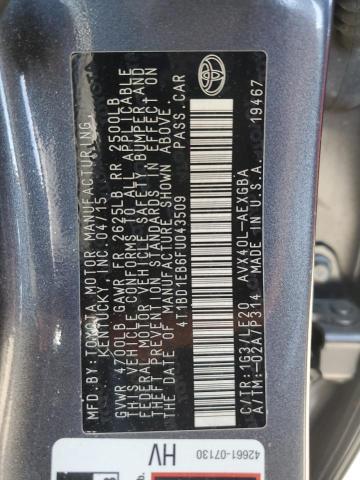 MFD. BY: TOYOTA MOTOR MANUFACTURING,
KENTUCKY, INC. 04/15
GVWR 4700LB GAWR FR 2625LB RR 2500LB
THIS VEHICLE CONFORMS TO ALL APPLICABLE
FEDERAL MOTOR VEHICLE SAFETY, BUMPER, AND
THEFT PREVENTION STANDARDS IN EFFECT ON
THE DATE OF MANUFACTURE SHOWN ABOVE.
4T1BD1EB6FU043509 PASS.CAR
TOYOTA
C/TR:1G3/LE20 AVX40L-AEXGBA
A/TM:-02A/P314 MADE IN U.S.A. 19467
HV
42661-07130